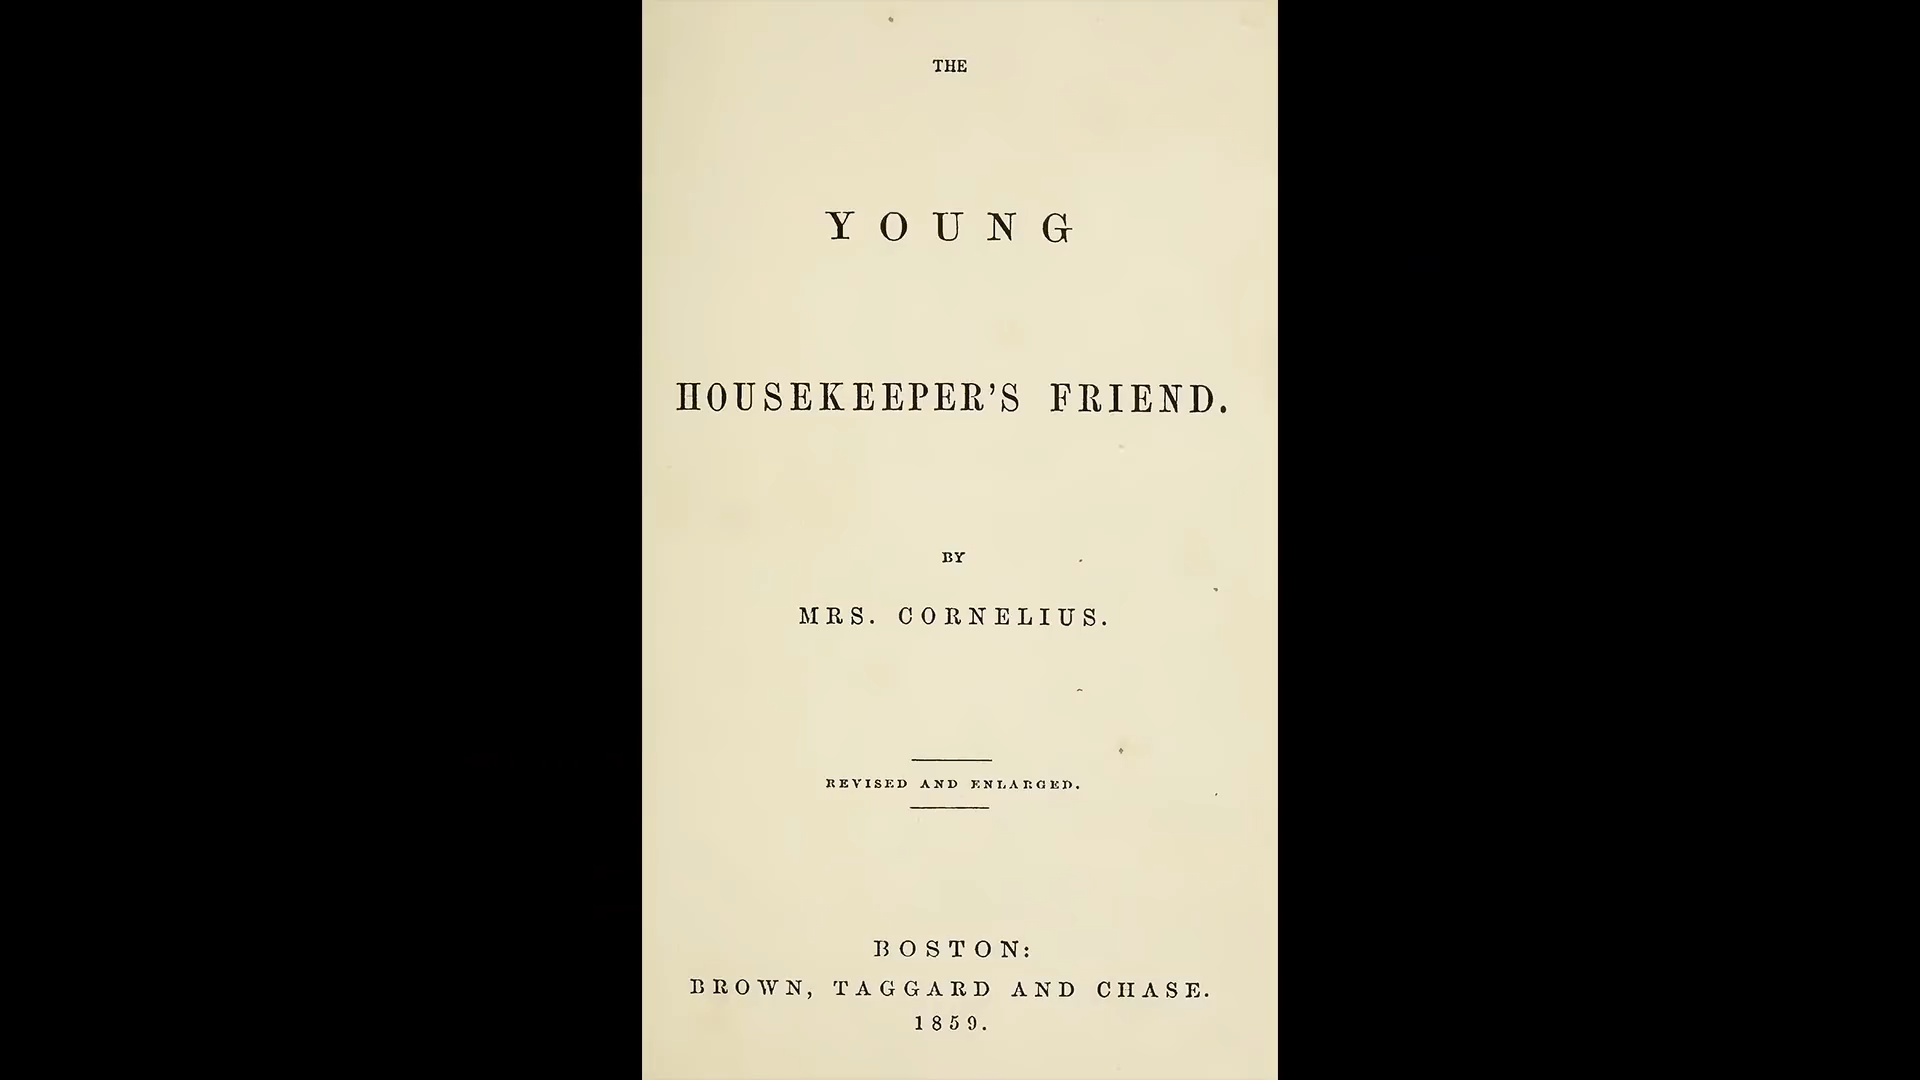 THE
YOUNG
HOUSEKEEPER'S FRIEND.
BY
MRS. CORNELIUS.
REVISED AND ENLARGED.
BOSTON:
BROWN, TAGGARD AND CHASE.
1859.